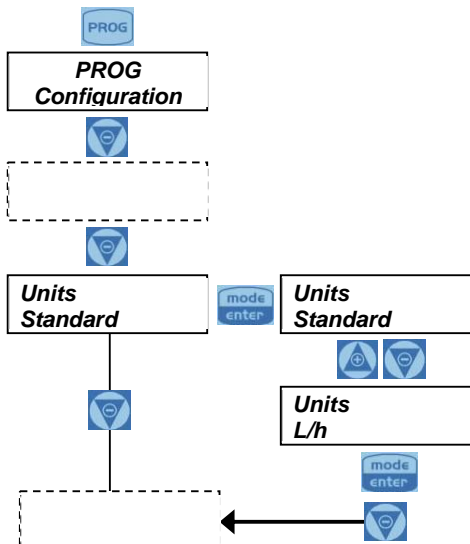 PROG
PROG
Configuration
Units
Standard
mode
enter
Units
Standard
Units
L/h
mode
enter